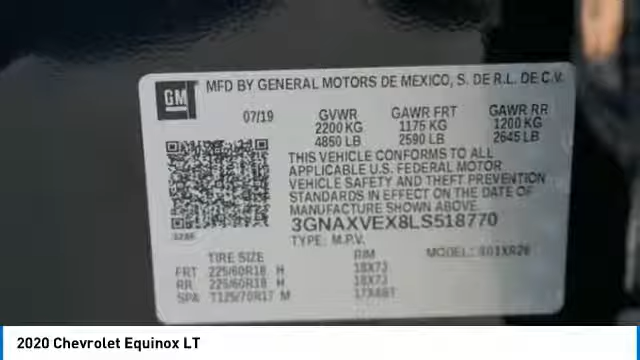 GM
MFD BY GENERAL MOTORS DE MEXICO, S. DE R.L. DE C.V.
07/19 GVWR GAWR FRT GAWR RR
2200 KG 1175 KG 1200 KG
4850 LB 2590 LB 2645 LB
THIS VEHICLE CONFORMS TO ALL
APPLICABLE U.S. FEDERAL MOTOR
VEHICLE SAFETY AND THEFT PREVENTION
STANDARDS IN EFFECT ON THE DATE OF
MANUFACTURE SHOWN ABOVE.
3GNAXVEX8LS518770
TYPE: M.P.V. MODEL:
TIRE SIZE RIM
FRT 225/60R18 H 18X7J
RR 225/60R18 H 18X7J
SPA T125/70R17 M
2020 Chevrolet Equinox LT